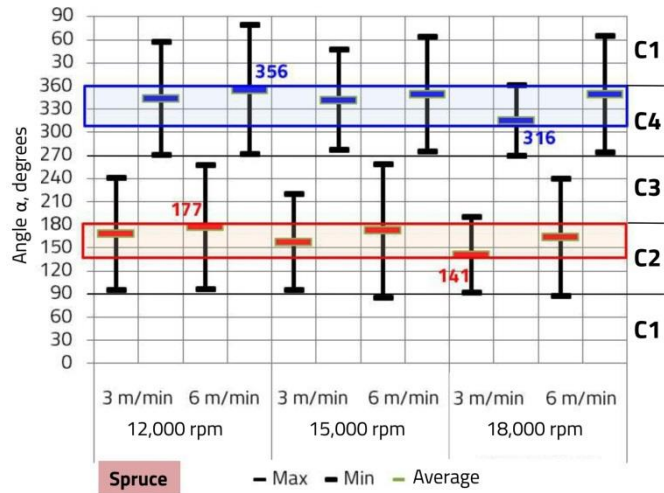 Angle α, degrees
90
60
30
360
330
300
270
240
210
180
150
120
90
60
30
0
356
316
177
141
C1
C4
C3
C2
C1
3 m/min 6 m/min 3 m/min 6 m/min 3 m/min 6 m/min
12,000 rpm 15,000 rpm 18,000 rpm
Spruce Max Min Average